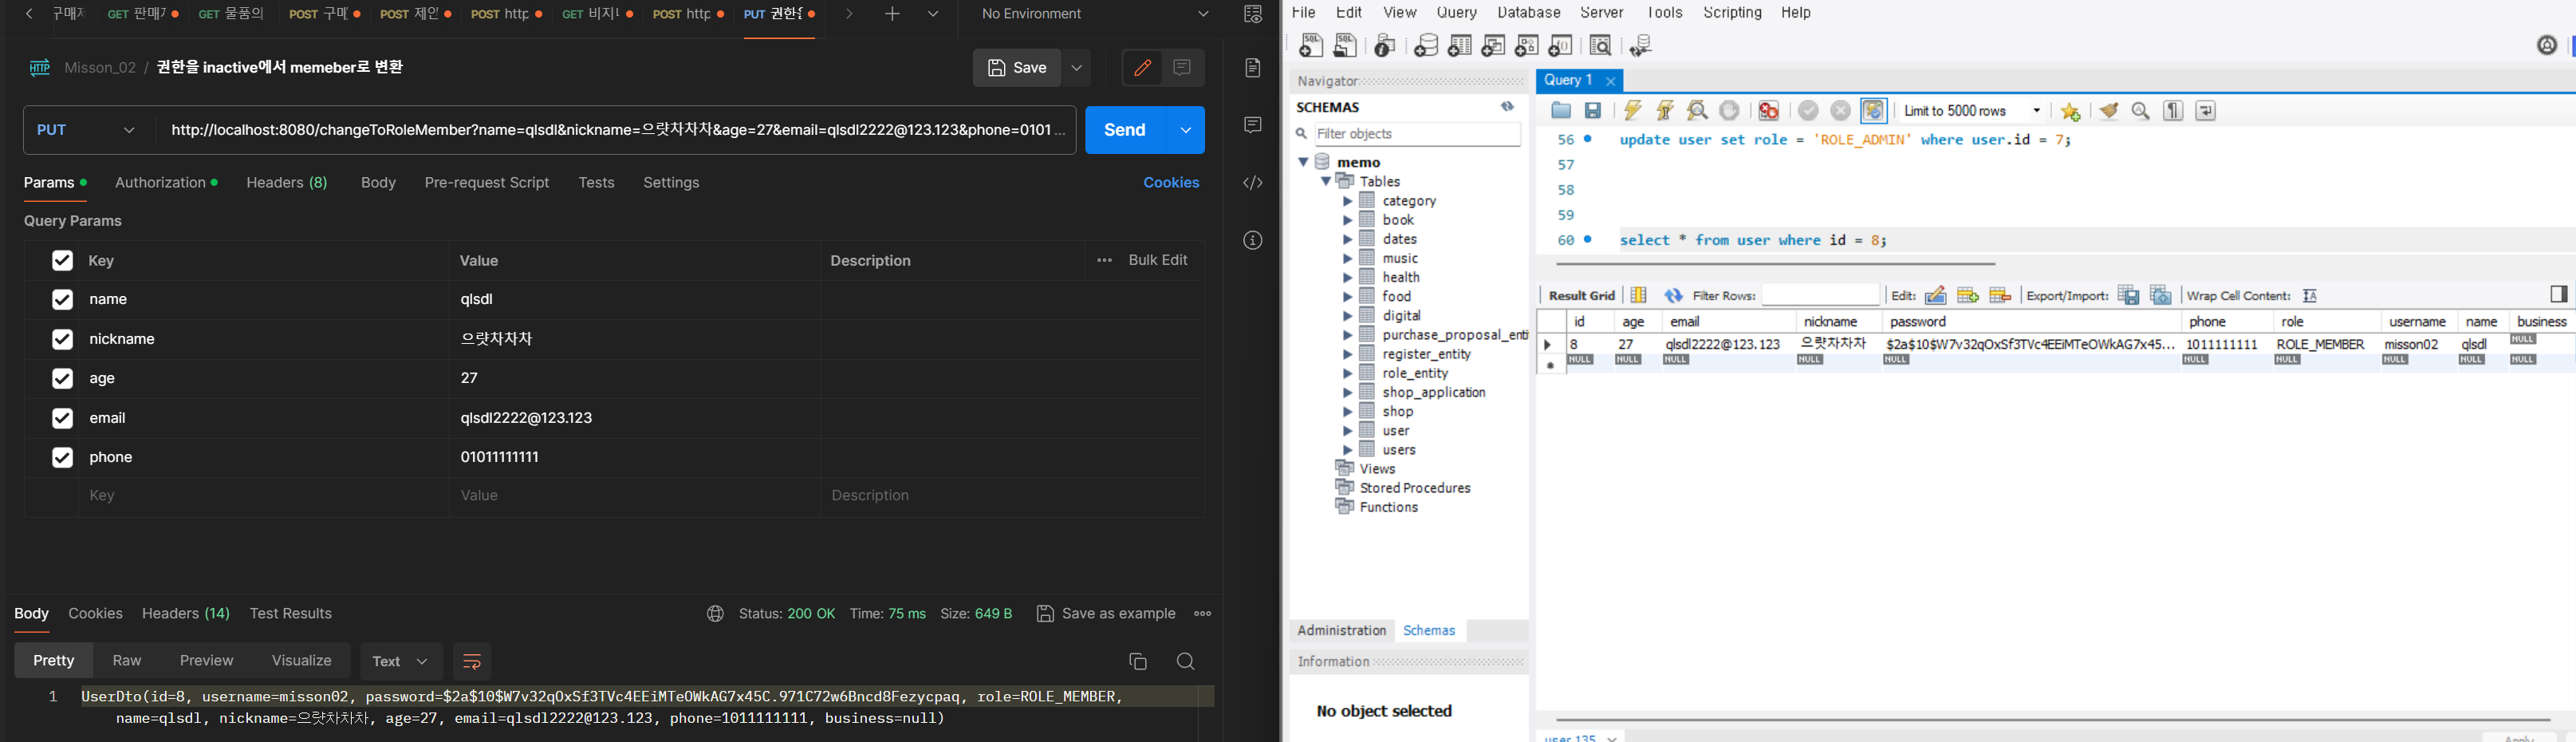 구매제
GET 판매
GET 물품의
POST 구매
POST 제안
POST http
GET 비지
POST http
PUT 권한을
No Environment
HTTP Misson_02 / 권한을 inactive에서 memeber로 변환
Save
PUT http://localhost:8080/changeToRoleMember?name=qlsdl&nickname=으랏차차차&age=27&email=qlsdl2222@123.123&phone=0101 ...
Send
Params Authorization Headers (8) Body Pre-request Script Tests Settings Cookies
Query Params
Key Value Description ••• Bulk Edit
name qlsdl
nickname 으랏차차차
age 27
email qlsdl2222@123.123
phone 01011111111
Key Value Description
Body Cookies Headers (14) Test Results Status: 200 OK Time: 75 ms Size: 649 B Save as example
Pretty Raw Preview Visualize Text
1 UserDto(id=8, username=misson02, password=$2a$10$W7v32qOxSf3TVc4EEiMTeOWkAG7x45C.971C72w6Bncd8Fezycpaq, role=ROLE_MEMBER,
name=qlsdl, nickname=으랏차차차, age=27, email=qlsdl2222@123.123, phone=1011111111, business=null)
File Edit View Query Database Server Tools Scripting Help
Navigator
SCHEMAS
Filter objects
memo
Tables
category
book
dates
music
health
food
digital
purchase_proposal_enti
register_entity
role_entity
shop_application
shop
user
users
Views
Stored Procedures
Functions
Administration Schemas
Information
No object selected
Query 1
Limit to 5000 rows
56 update user set role = 'ROLE_ADMIN' where user.id = 7;
57
58
59
60 select * from user where id = 8;
Result Grid Filter Rows: Edit: Export/Import: Wrap Cell Content:
id age email nickname password phone role username name business
8 27 qlsdl2222@123.123 으랏차차차 $2a$10$W7v32qOxSf3TVc4EEiMTeOWkAG7x45... 1011111111 ROLE_MEMBER misson02 qlsdl NULL
NULL NULL NULL NULL NULL NULL NULL NULL NULL NULL
user 135
Apply